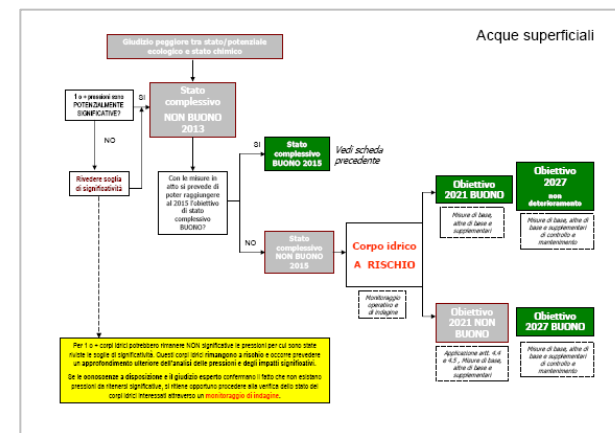 Acque superficiali
Giudizio peggiore tra stato/potenziale
ecologico e stato chimico
1 o + pressioni sono
POTENZIALMENTE
SIGNIFICATIVE?
SI
NO
Stato
complessivo
NON BUONO
2013
Rivedere soglia
di significatività
Con le misure in
atto si prevede di
poter raggiungere
al 2015 l'obiettivo
di stato
complessivo
BUONO?
SI
Stato
complessivo
BUONO 2015
Vedi scheda
precedente
NO
Stato
complessivo
NON BUONO
2015
Corpo idrico
A RISCHIO
Monitoraggio
operativo e
di indagine
Obiettivo
2021 BUONO
Misure di base,
altre di base e
supplementari
Obiettivo
2027
non
deterioramento
Misure di base, altre
di base e supplementari
di controllo e
mantenimento
Obiettivo
2021 NON
BUONO
Applicazione artt. 4.4
e 4.5, Misure di base,
altre di base e
supplementari
Obiettivo
2027 BUONO
Misure di base, altre di
base e supplementari
di controllo e
mantenimento
Per 1 o + corpi idrici potrebbero rimanere NON significative le pressioni per cui sono state
riviste le soglie di significatività. Questi corpi idrici rimangono a rischio e occorre prevedere
un approfondimento ulteriore dell'analisi delle pressioni e degli impatti significativi.
Se le conoscenze a disposizione e il giudizio esperto confermano il fatto che non esistano
pressioni da ritenersi significative, si ritiene opportuno procedere alla verifica dello stato dei
corpi idrici interessati attraverso un monitoraggio di indagine.